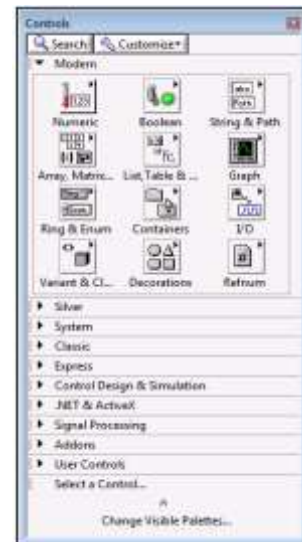 Controls
Search Customize
Modern
Numeric Boolean String & Path
Array, Matric... List, Table & ... Graph
Ring & Enum Containers I/O
Variant & Cl... Decorations Refnum
Silver
System
Classic
Express
Control Design & Simulation
.NET & ActiveX
Signal Processing
Addons
User Controls
Select a Control...
Change Visible Palettes...